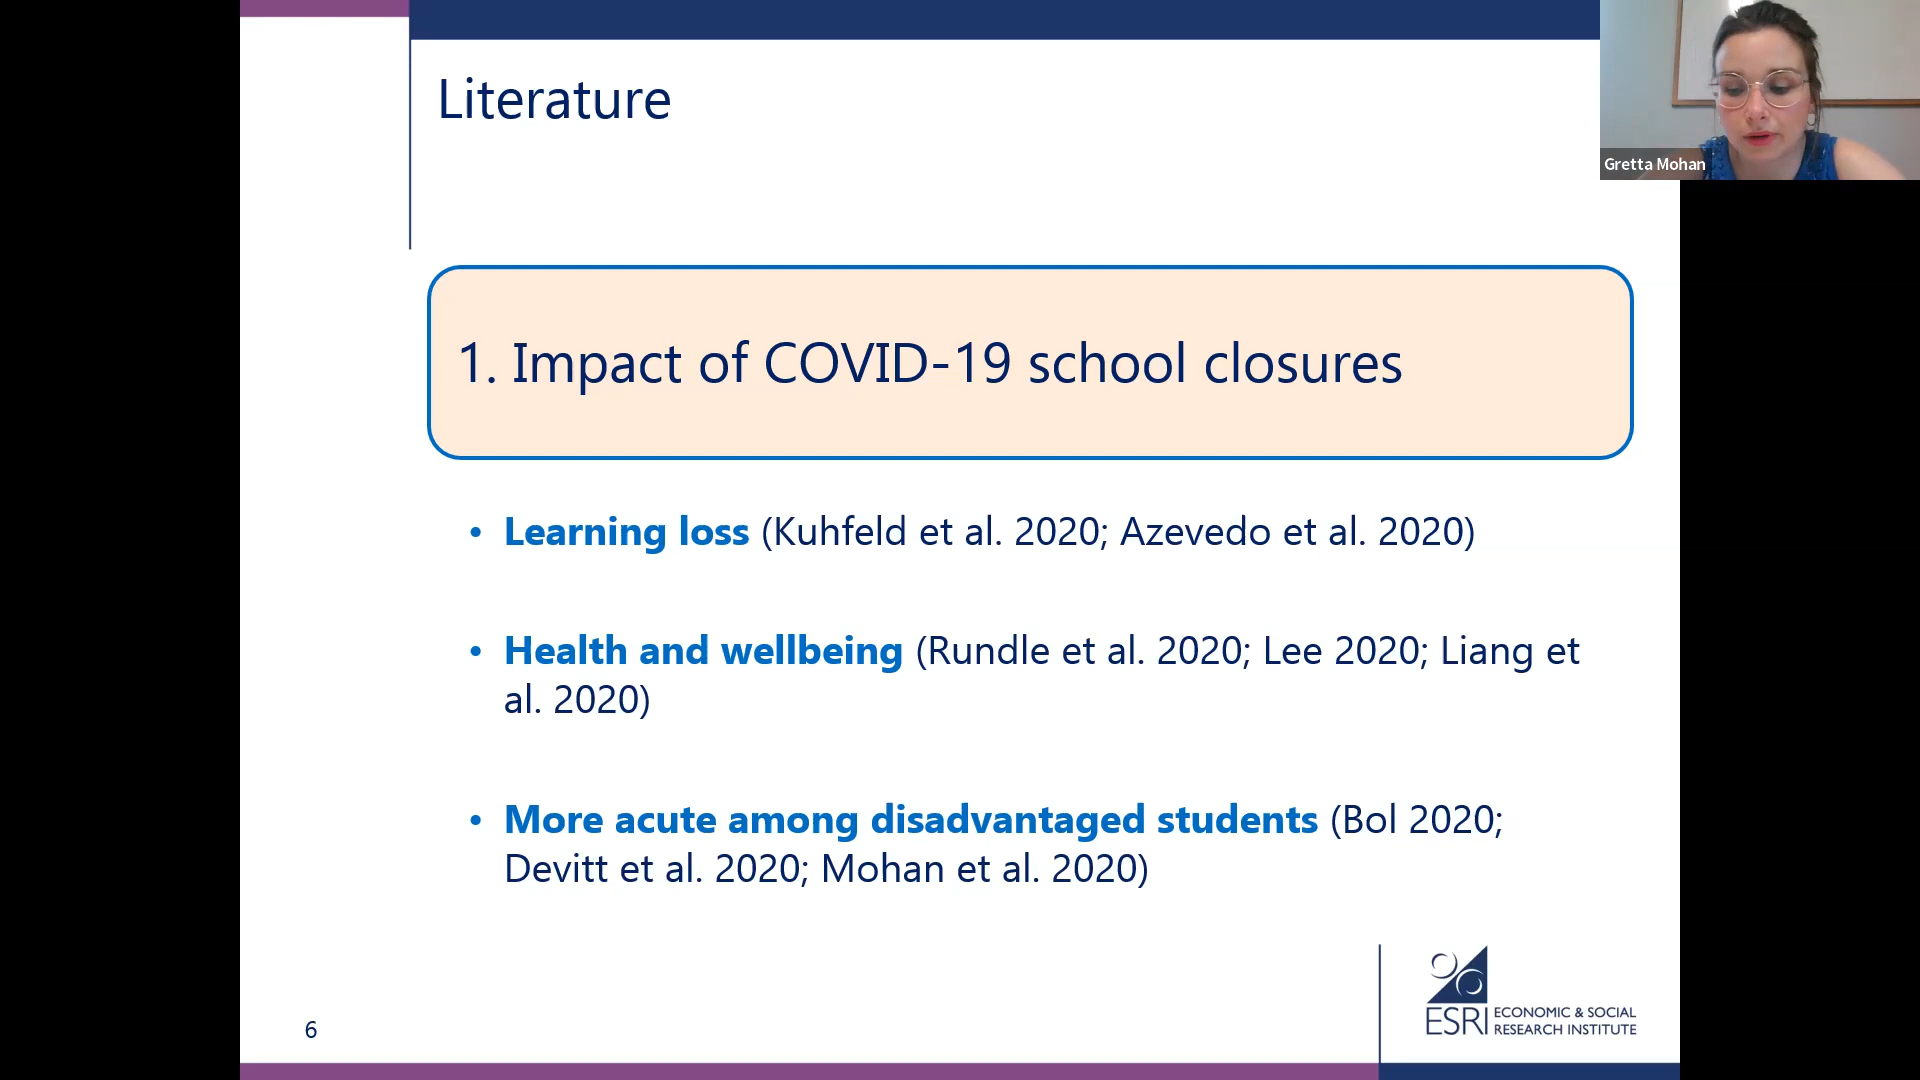 Literature
Gretta Mohan
1. Impact of COVID-19 school closures
• Learning loss (Kuhfeld et al. 2020; Azevedo et al. 2020)
• Health and wellbeing (Rundle et al. 2020; Lee 2020; Liang et
al. 2020)
• More acute among disadvantaged students (Bol 2020;
Devitt et al. 2020; Mohan et al. 2020)
6
ESRI ECONOMIC & SOCIAL
RESEARCH INSTITUTE